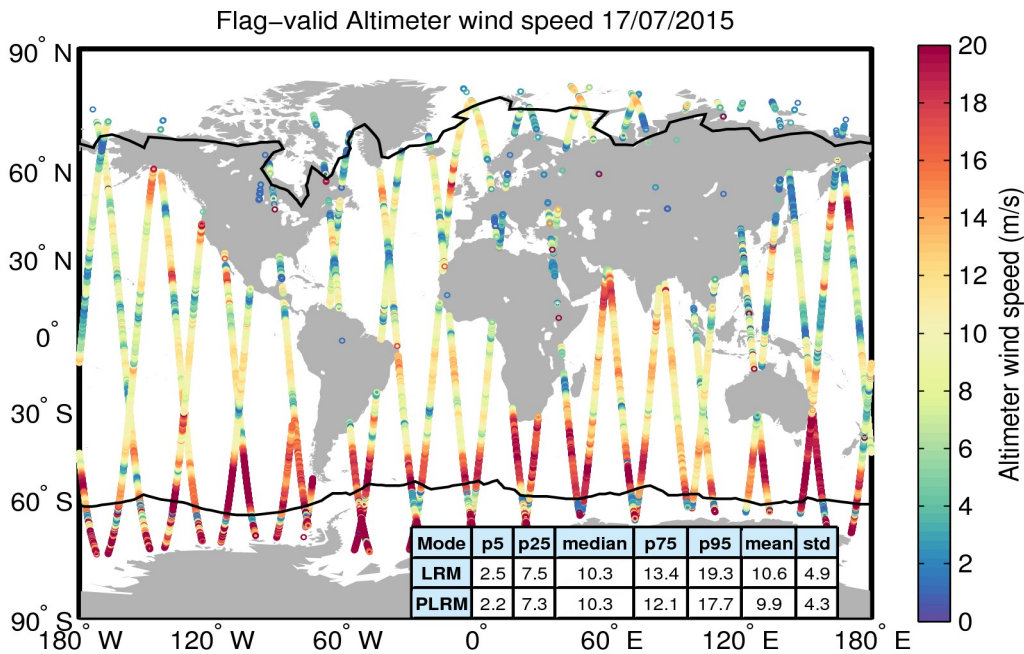 Flag−valid Altimeter wind speed 17/07/2015
90° N
60° N
30° N
0°
30° S
60° S
90° S
180° W
120° W
60° W
0°
60° E
120° E
180° E
Mode p5 p25 median p75 p95 mean std
LRM 2.5 7.5 10.3 13.4 19.3 10.6 4.9
PLRM 2.2 7.3 10.3 12.1 17.7 9.9 4.3
20
18
16
14
12
10
8
6
4
2
0
Altimeter wind speed (m/s)